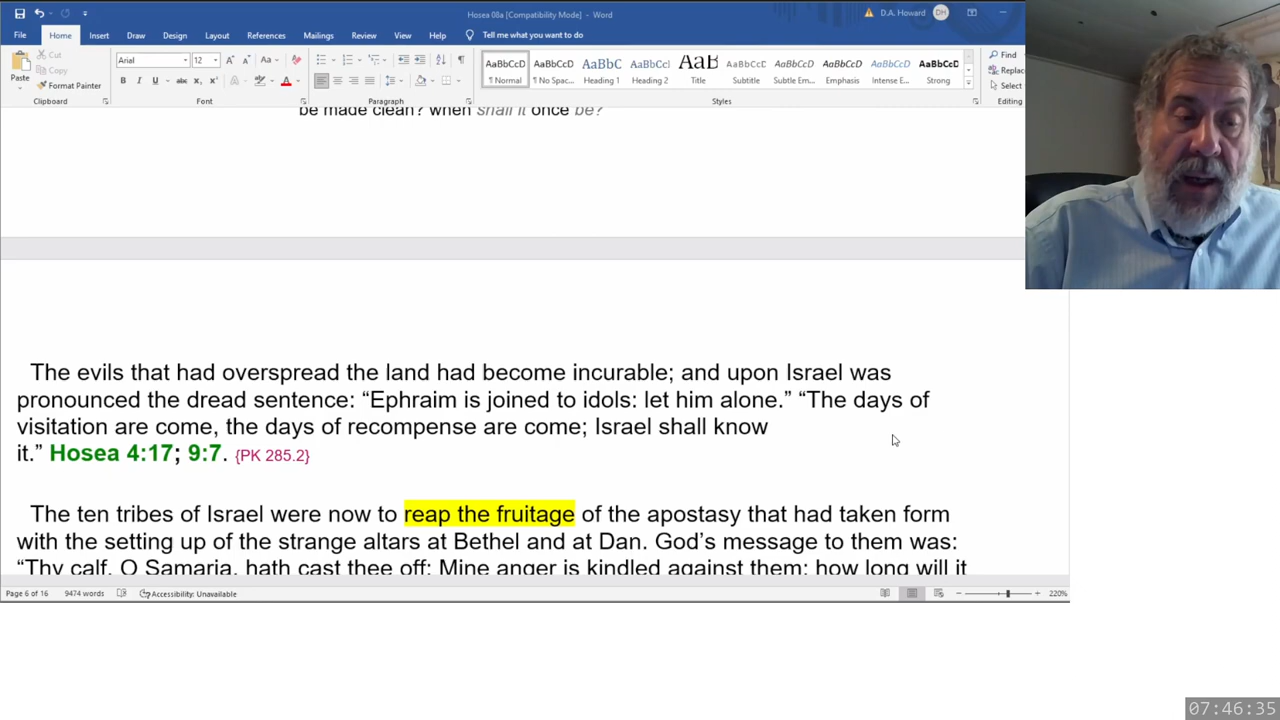 Hosea 08a [Compatibility Mode] - Word
D.A. Howard
DH
File Home Insert Draw Design Layout References Mailings Review View Help Tell me what you want to do
Cut
Copy
Format Painter
Paste
Arial 12
AaBbCcD AaBbCcD AaBbC AaBbCcD AaB AaBbCcD AaBbCcD AaBbCcD AaBbCcD AaBbCcD
¶ Normal ¶ No Spac... Heading 1 Heading 2 Title Subtitle Subtle Em... Emphasis Intense E... Strong
Find
Replace
Select
Clipboard Font Paragraph Styles Editing
be made clean? when shall it once be?
The evils that had overspread the land had become incurable; and upon Israel was
pronounced the dread sentence: “Ephraim is joined to idols: let him alone.” “The days of
visitation are come, the days of recompense are come; Israel shall know
it.” Hosea 4:17; 9:7. {PK 285.2}
The ten tribes of Israel were now to reap the fruitage of the apostasy that had taken form
with the setting up of the strange altars at Bethel and at Dan. God’s message to them was:
“Thy calf, O Samaria, hath cast thee off; Mine anger is kindled against them: how long will it
Page 6 of 16 9474 words Accessibility: Unavailable 220%
07:46:35